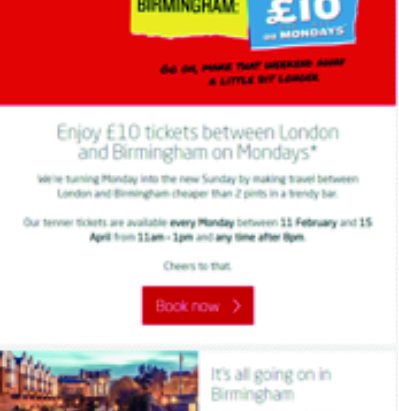 BIRMINGHAM:
£10
ON MONDAYS*
GO ON, MAKE THAT WEEKEND AWAY
A LITTLE BIT LONGER.
Enjoy £10 tickets between London
and Birmingham on Mondays*
We're turning Monday into the new Sunday by making travel between
London and Birmingham cheaper than 2 pints in a trendy bar.
Our tenner tickets are available every Monday between 11 February and 15
April from 11am - 1pm and any time after 8pm.
Cheers to that.
Book now >
It's all going on in
Birmingham